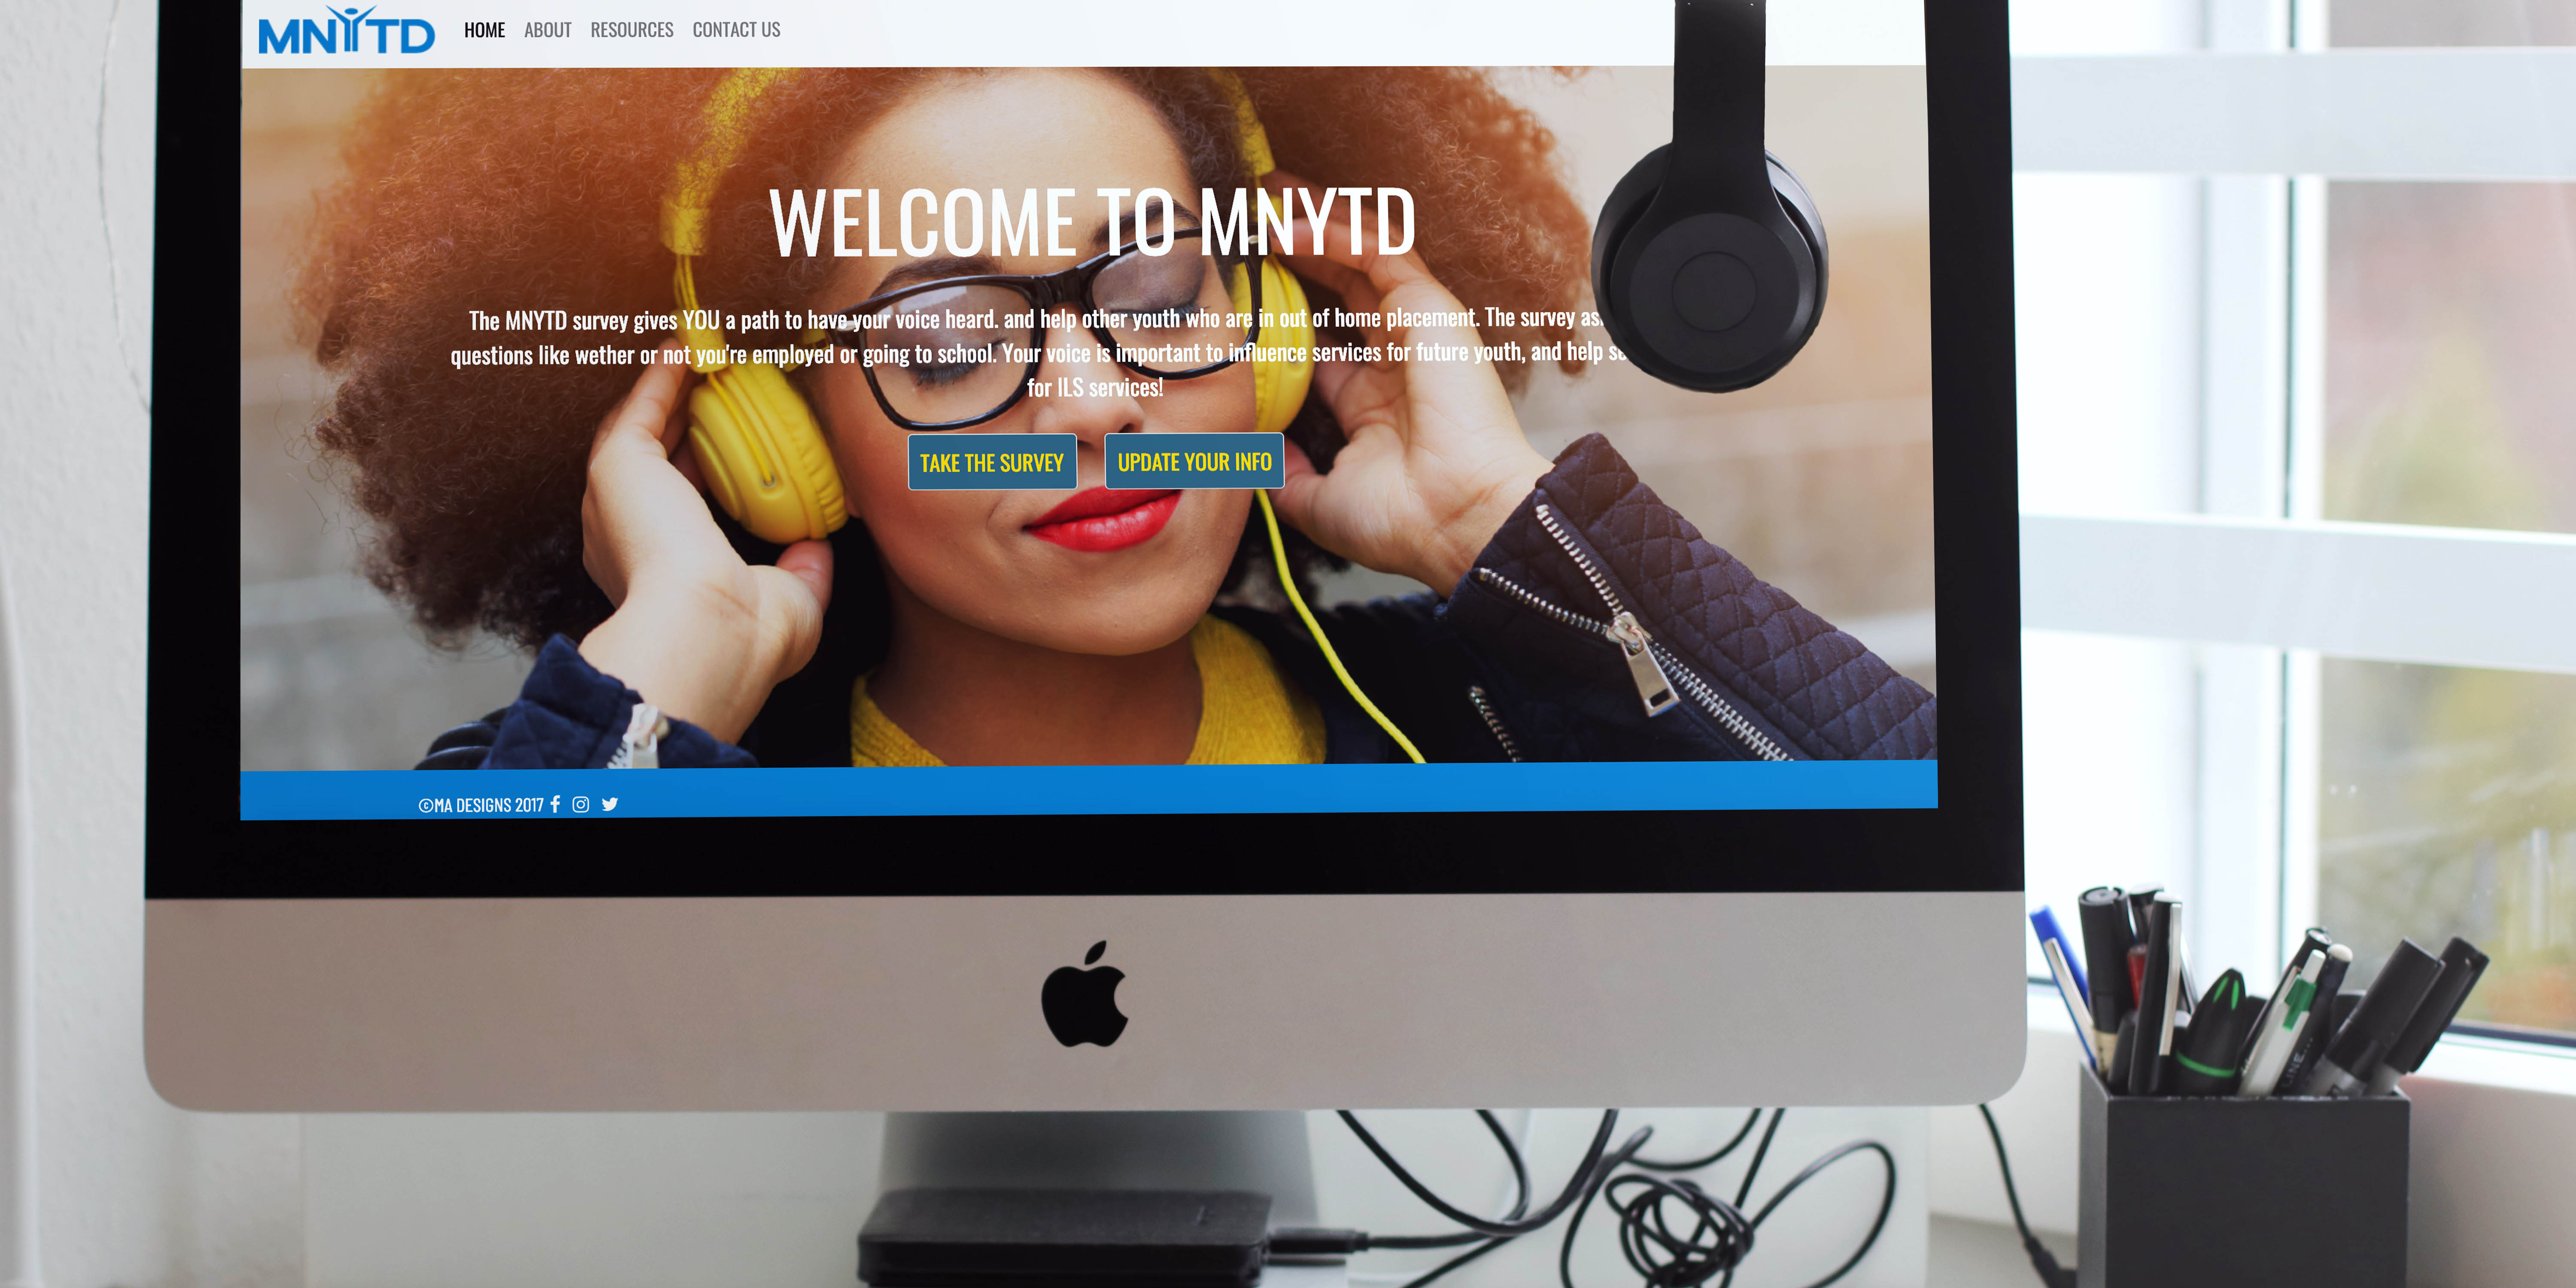 MNYTD HOME ABOUT RESOURCES CONTACT US
WELCOME TO MNYTD
The MNYTD survey gives YOU a path to have your voice heard. and help other youth who are in out of home placement. The survey
questions like wether or not you're employed or going to school. Your voice is important to influence services for future youth, and help
for ILS services!
TAKE THE SURVEY UPDATE YOUR INFO
©MA DESIGNS 2017
LINE